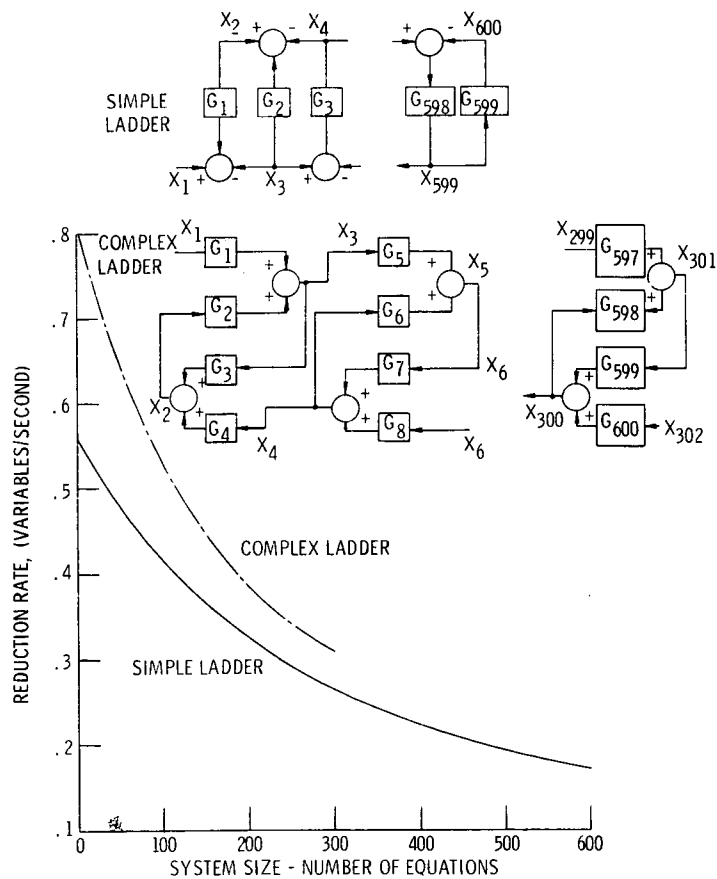 X2 + - X4 + - X600
SIMPLE LADDER
G1 G2 G3 G598 G599
X1 + - X3 + - X599
COMPLEX LADDER
X1 G1 + X3 G5 + X5
G2 + G6 +
G3 + G7 + X6
X2 G4 + X4 G8 + X6
X299 G597 + X301
G598 +
G599 +
X300 G600 + X302
REDUCTION RATE, (VARIABLES/SECOND)
.8
.7
.6
.5
.4
.3
.2
.1
COMPLEX LADDER
SIMPLE LADDER
0 100 200 300 400 500 600
SYSTEM SIZE - NUMBER OF EQUATIONS